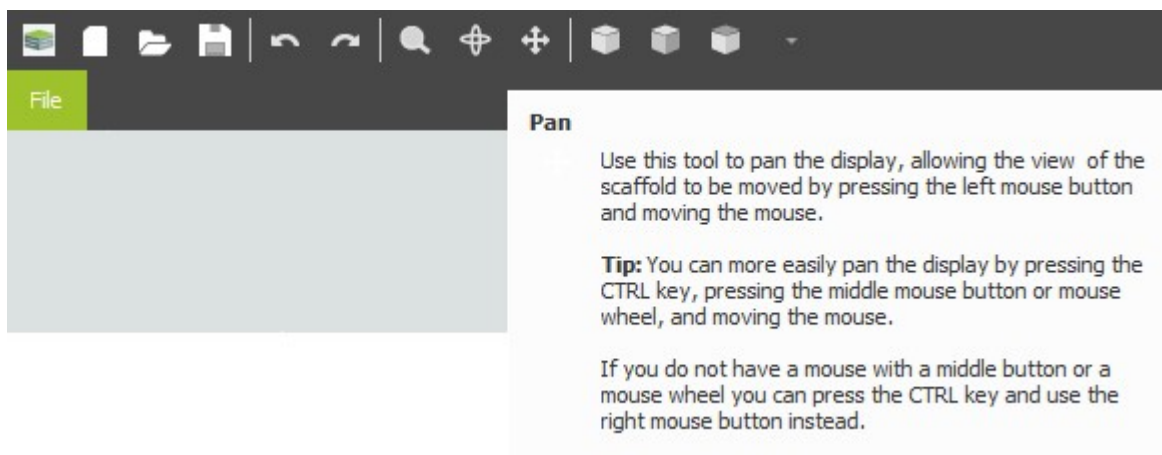 File
Pan
Use this tool to pan the display, allowing the view of the
scaffold to be moved by pressing the left mouse button
and moving the mouse.
Tip: You can more easily pan the display by pressing the
CTRL key, pressing the middle mouse button or mouse
wheel, and moving the mouse.
If you do not have a mouse with a middle button or a
mouse wheel you can press the CTRL key and use the
right mouse button instead.